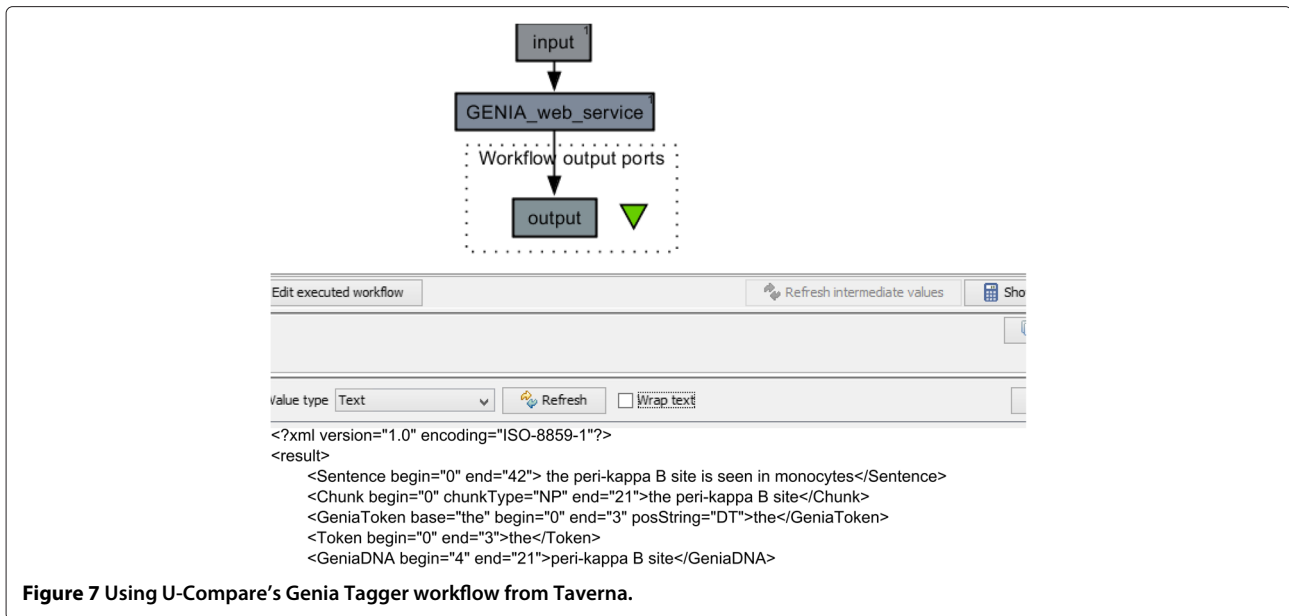 input 1
GENIA_web_service 1
Workflow output ports
output
Edit executed workflow
Refresh intermediate values
Sho
Value type Text
Refresh
Wrap text
<?xml version="1.0" encoding="ISO-8859-1"?>
<result>
<Sentence begin="0" end="42"> the peri-kappa B site is seen in monocytes</Sentence>
<Chunk begin="0" chunkType="NP" end="21">the peri-kappa B site</Chunk>
<GeniaToken base="the" begin="0" end="3" posString="DT">the</GeniaToken>
<Token begin="0" end="3">the</Token>
<GeniaDNA begin="4" end="21">peri-kappa B site</GeniaDNA>
Figure 7 Using U-Compare's Genia Tagger workflow from Taverna.